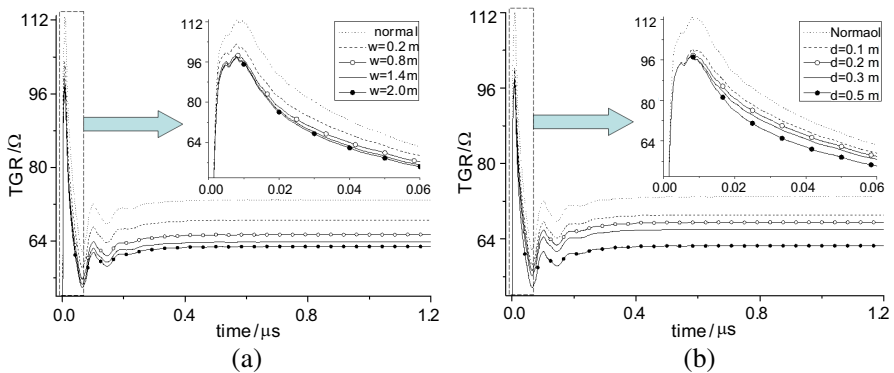 112
96
80
64
TGR/Ω
0.0
0.4
0.8
1.2
time/μs
112
96
80
64
0.00
0.02
0.04
0.06
normal
w=0.2 m
w=0.8m
w=1.4m
w=2.0m
(a)
112
96
80
64
TGR/Ω
0.0
0.4
0.8
1.2
time/μs
112
96
80
64
0.00
0.02
0.04
0.06
Normaol
d=0.1 m
d=0.2 m
d=0.3 m
d=0.5 m
(b)